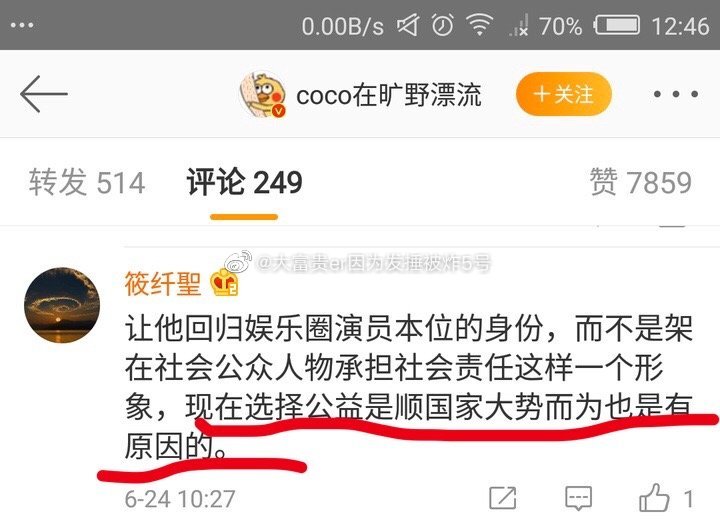 0.00B/s 70% 12:46
coco在旷野漂流 +关注
转发 514 评论 249 赞 7859
@大富贵er因为发捶被炸5号
筱纤聖
让他回归娱乐圈演员本位的身份，而不是架
在社会公众人物承担社会责任这样一个形
象，现在选择公益是顺国家大势而为也是有
原因的。
6-24 10:27 1